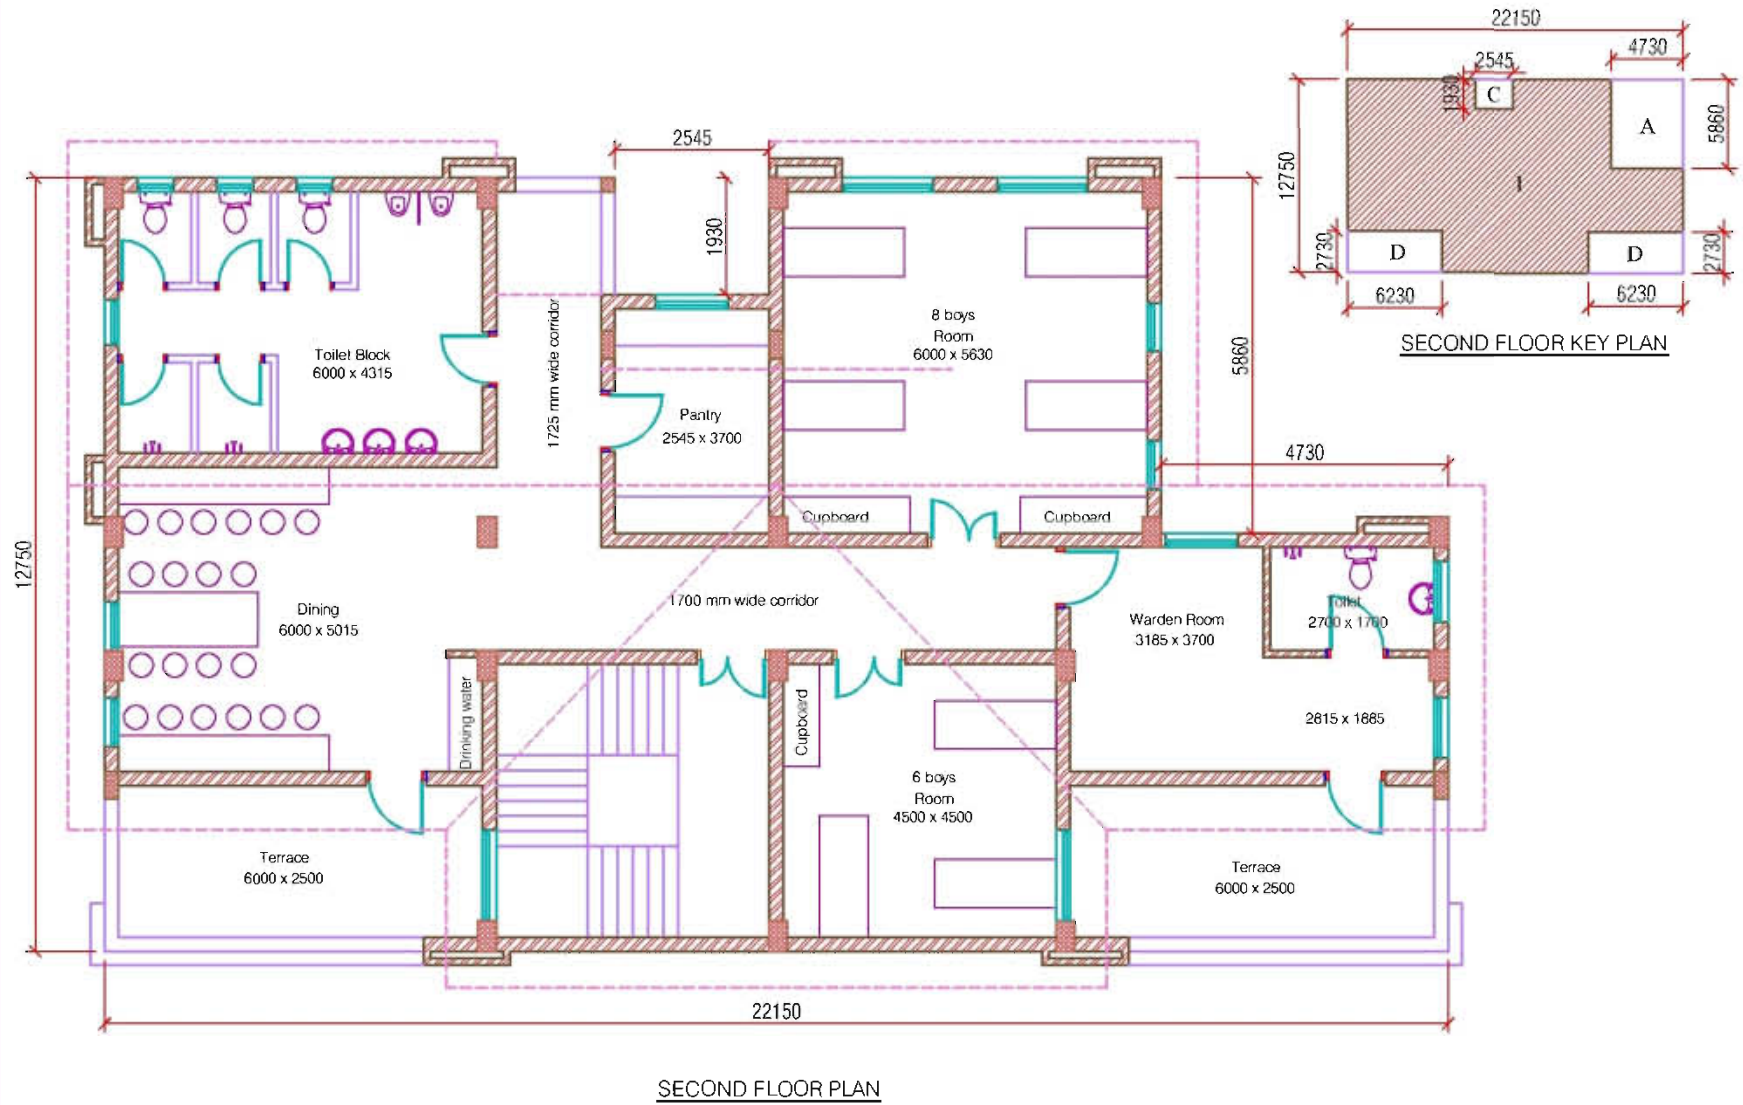 22150
4730
2545
1930
C
A
5860
12750
1
2730
D
D
2730
6230
6230
SECOND FLOOR KEY PLAN
2545
1930
5860
4730
12750
Toilet Block
6000 x 4315
1725 mm wide corridor
Pantry
2545 x 3700
8 boys
Room
6000 x 5630
Cupboard
Cupboard
Dining
6000 x 5015
1700 mm wide corridor
Warden Room
3185 x 3700
Toilet
2700 x 1700
2815 x 1885
Drinking water
Cupboard
6 boys
Room
4500 x 4500
Terrace
6000 x 2500
Terrace
6000 x 2500
22150
SECOND FLOOR PLAN